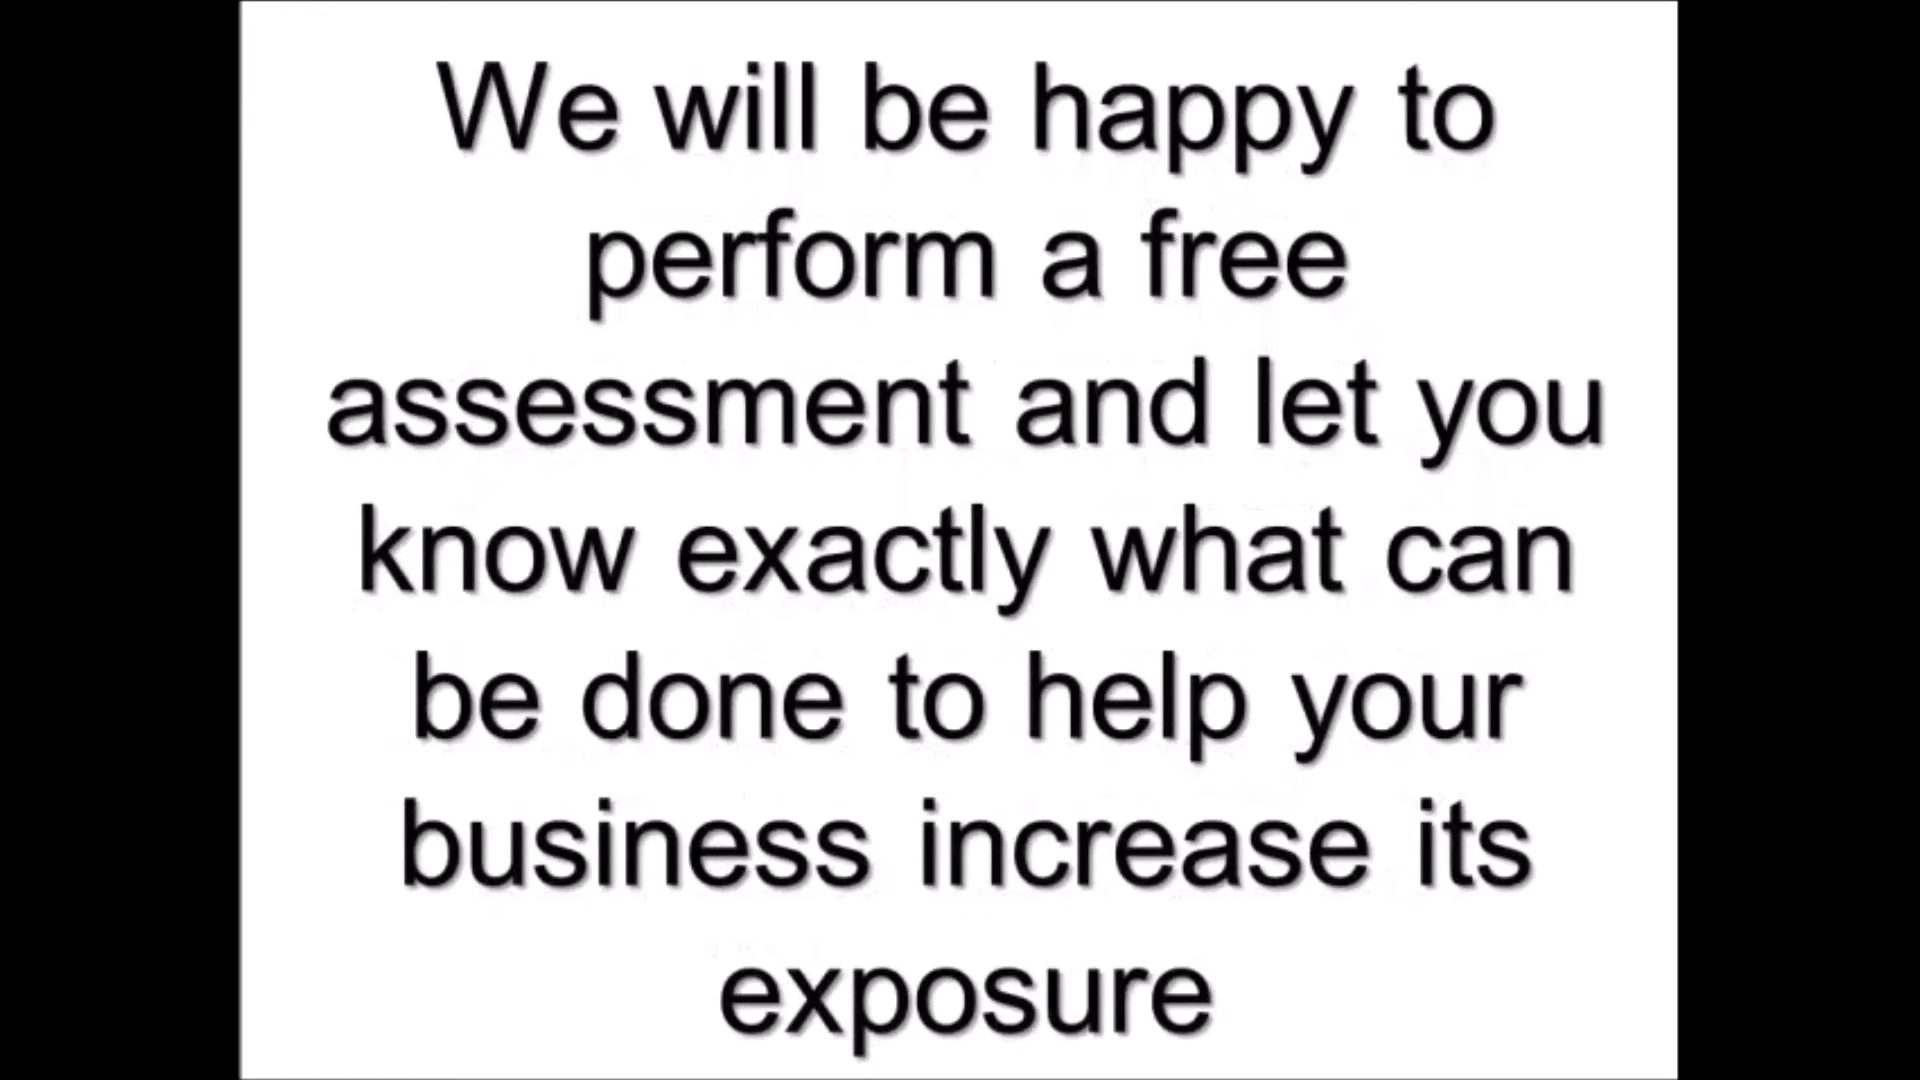 We will be happy to
perform a free
assessment and let you
know exactly what can
be done to help your
business increase its
exposure